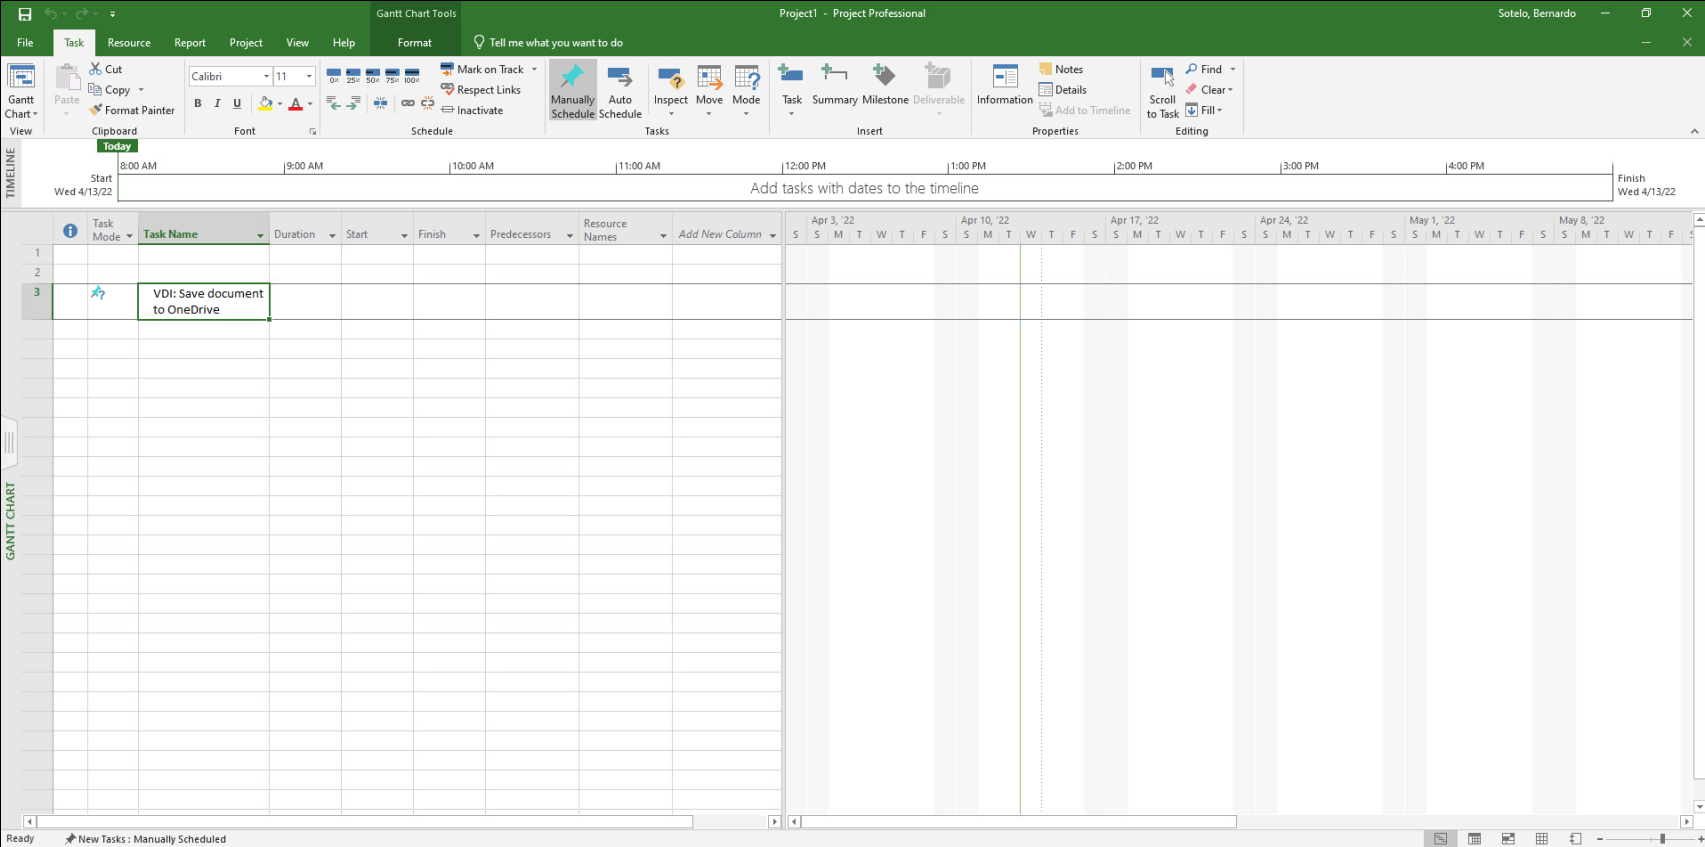 Gantt Chart Tools
Project1 - Project Professional
Sotelo, Bernardo
File Task Resource Report Project View Help Format Tell me what you want to do
Gantt Chart
View
Paste
Cut
Copy
Format Painter
Clipboard
Calibri 11
B I U A
Font
0% 25% 50% 75% 100%
Mark on Track
Respect Links
Inactivate
Schedule
Manually Schedule
Auto Schedule
Inspect
Move
Mode
Tasks
Task
Summary
Milestone
Deliverable
Insert
Information
Notes
Details
Add to Timeline
Properties
Scroll to Task
Find
Clear
Fill
Editing
TIMELINE
Today
8:00 AM 9:00 AM 10:00 AM 11:00 AM 12:00 PM 1:00 PM 2:00 PM 3:00 PM 4:00 PM
Start
Wed 4/13/22
Add tasks with dates to the timeline
Finish
Wed 4/13/22
Task Mode
Task Name
Duration
Start
Finish
Predecessors
Resource Names
Add New Column
Apr 3, '22 Apr 10, '22 Apr 17, '22 Apr 24, '22 May 1, '22 May 8, '22
S S M T W T F S S M T W T F S S M T W T F S S M T W T F S S M T W T F S S M T W T F S
1
2
3
VDI: Save document
to OneDrive
GANTT CHART
Ready
New Tasks : Manually Scheduled